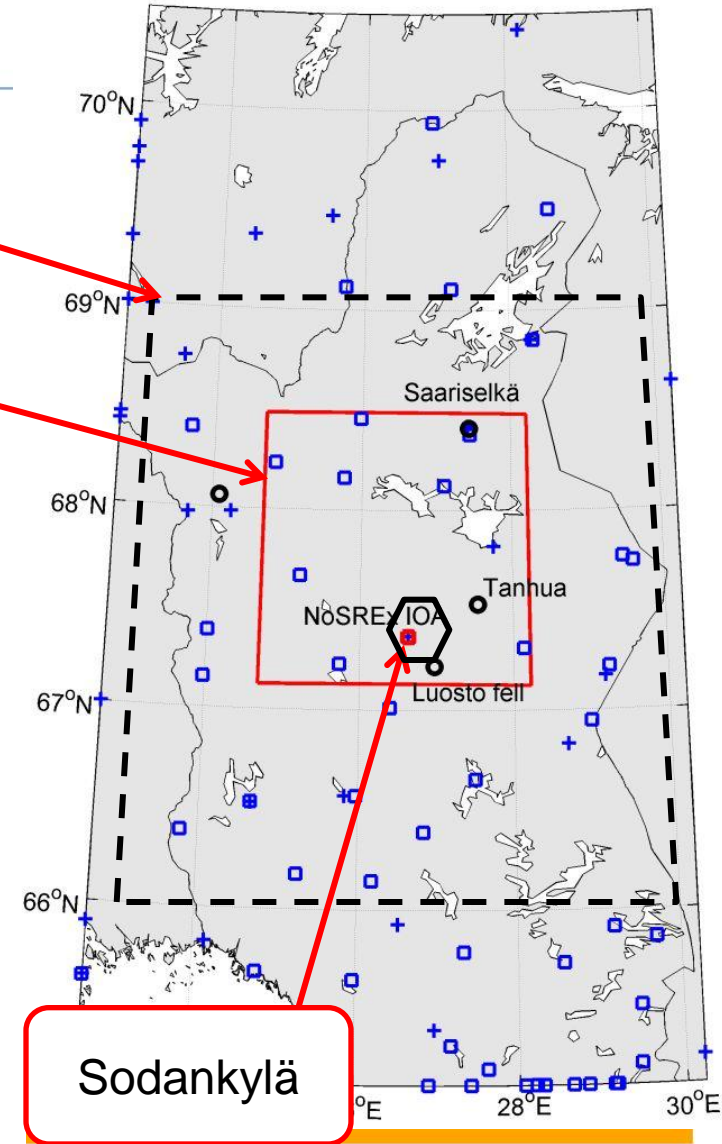 70°N
69°N
Saariselkä
68°N
Tanhua
NoSREx IOA
67°N
Luosto fell
66°N
Sodankylä
°E
28°E
30°E